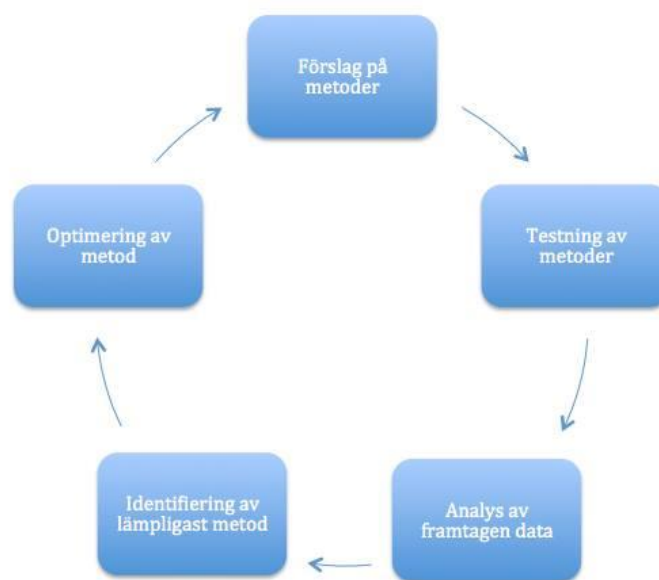 Förslag på
metoder
Testning av
metoder
Analys av
framtagen data
Identifiering av
lämpligast metod
Optimering av
metod